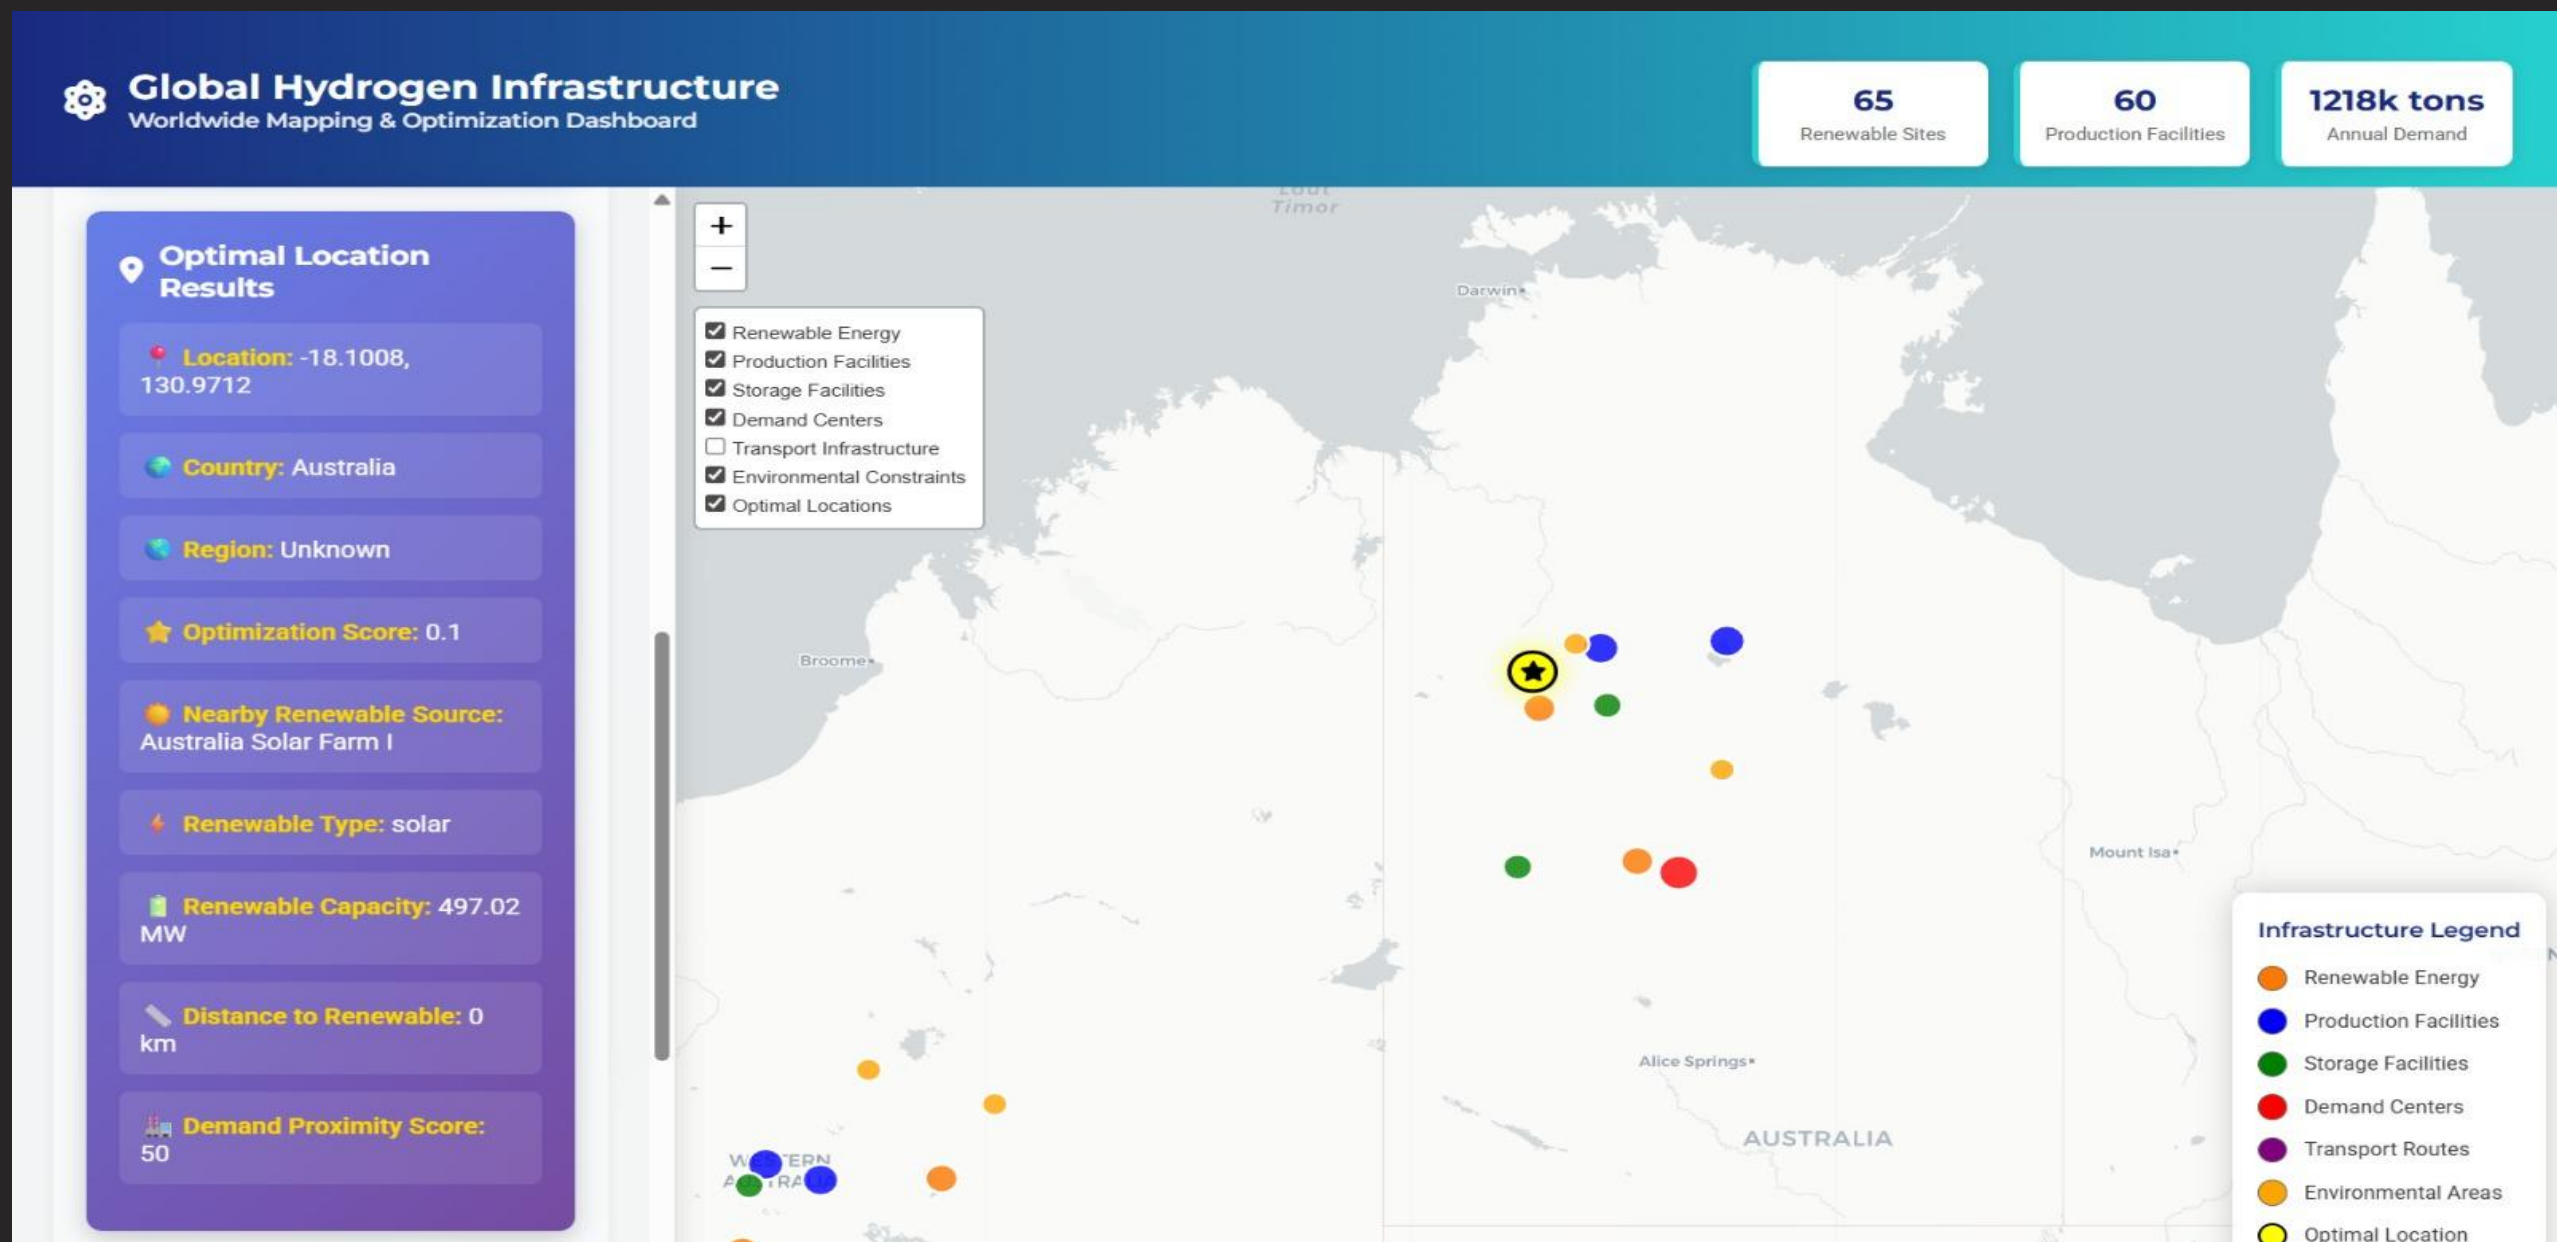 Global Hydrogen Infrastructure
Worldwide Mapping & Optimization Dashboard
65
Renewable Sites
60
Production Facilities
1218k tons
Annual Demand
Optimal Location
Results
Location: -18.1008,
130.9712
Country: Australia
Region: Unknown
Optimization Score: 0.1
Nearby Renewable Source:
Australia Solar Farm I
Renewable Type: solar
Renewable Capacity: 497.02
MW
Distance to Renewable: 0
km
Demand Proximity Score:
50
+
−
Renewable Energy
Production Facilities
Storage Facilities
Demand Centers
Transport Infrastructure
Environmental Constraints
Optimal Locations
Laut
Timor
Darwin
Broome
Mount Isa
Alice Springs
AUSTRALIA
WESTERN
AUSTRALIA
Infrastructure Legend
Renewable Energy
Production Facilities
Storage Facilities
Demand Centers
Transport Routes
Environmental Areas
Optimal Location